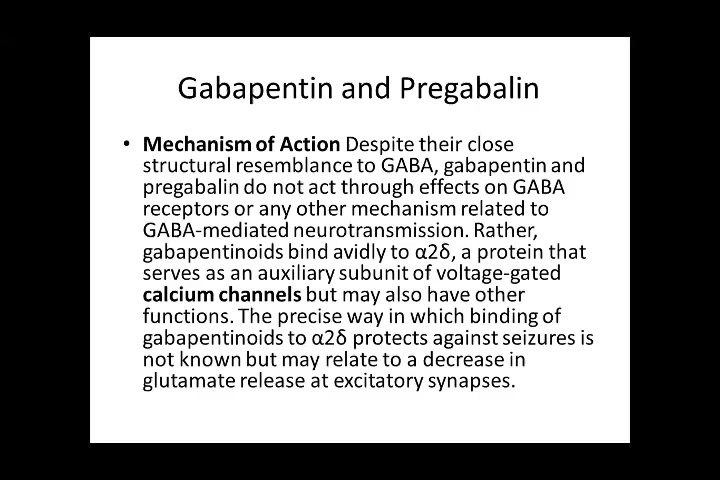 Gabapentin and Pregabalin
• Mechanism of Action Despite their close
structural resemblance to GABA, gabapentin and
pregabalin do not act through effects on GABA
receptors or any other mechanism related to
GABA-mediated neurotransmission. Rather,
gabapentinoids bind avidly to α2δ, a protein that
serves as an auxiliary subunit of voltage-gated
calcium channels but may also have other
functions. The precise way in which binding of
gabapentinoids to α2δ protects against seizures is
not known but may relate to a decrease in
glutamate release at excitatory synapses.